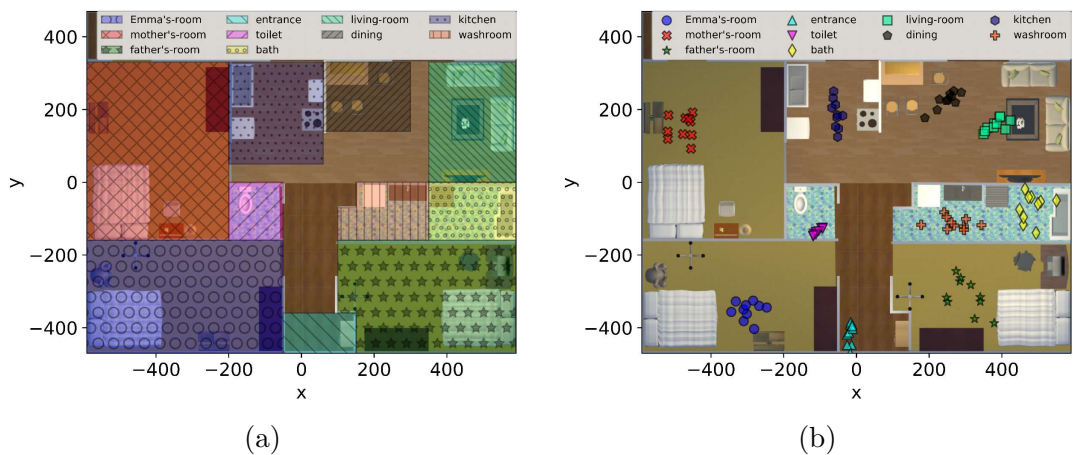 Emma's-room entrance living-room kitchen
mother's-room toilet dining washroom
father's-room bath
400
200
0
−200
−400
y
−400 −200 0 200 400
x
(a)
Emma's-room entrance living-room kitchen
mother's-room toilet dining washroom
father's-room bath
400
200
0
−200
−400
y
−400 −200 0 200 400
x
(b)